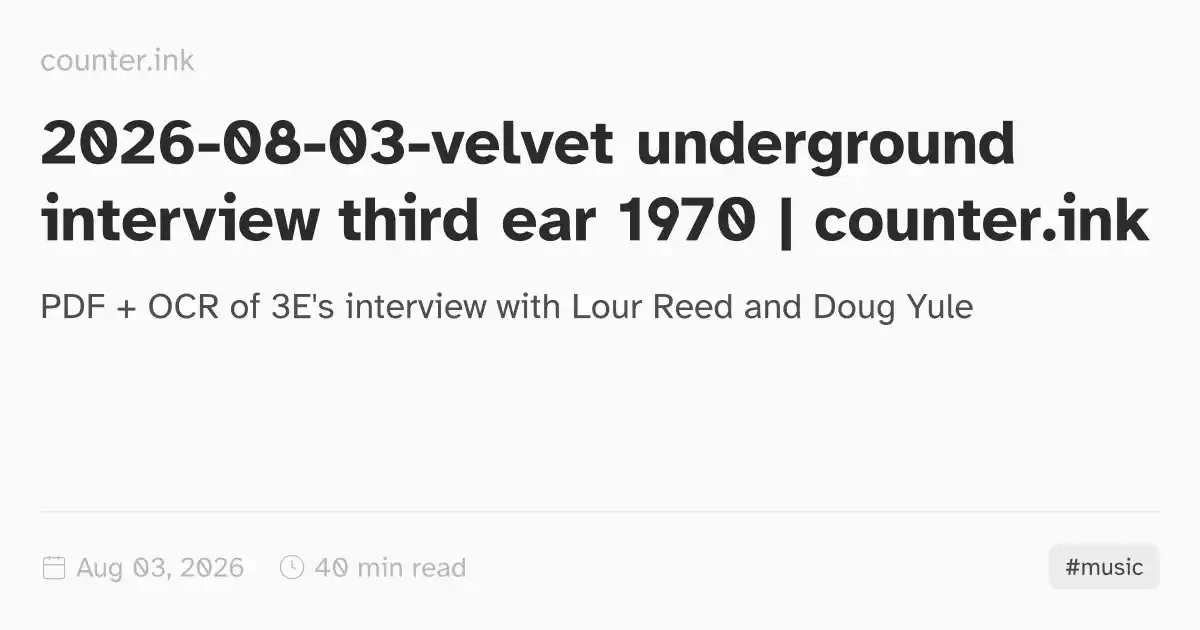 counter.ink
2026-08-03-velvet underground
interview third ear 1970 | counter.ink
PDF + OCR of 3E's interview with Lour Reed and Doug Yule
Aug 03, 2026 40 min read
#music